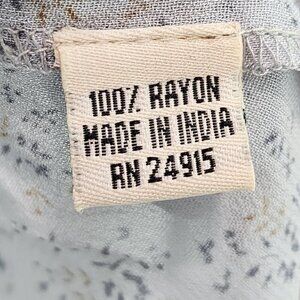 100% RAYON
MADE IN INDIA
RN 24915